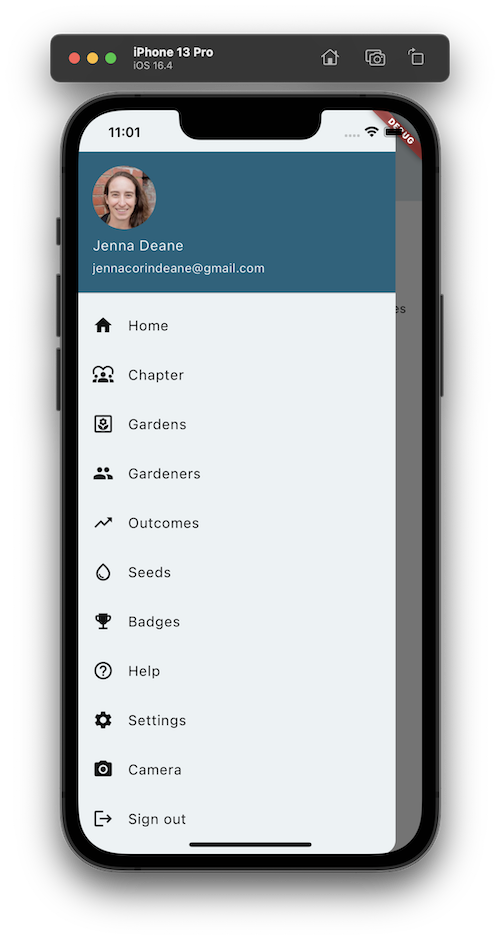 iPhone 13 Pro
iOS 16.4
11:01
DEBUG
Jenna Deane
jennacorindeane@gmail.com
Home
es
Chapter
Gardens
Gardeners
Outcomes
Seeds
Badges
Help
Settings
Camera
Sign out